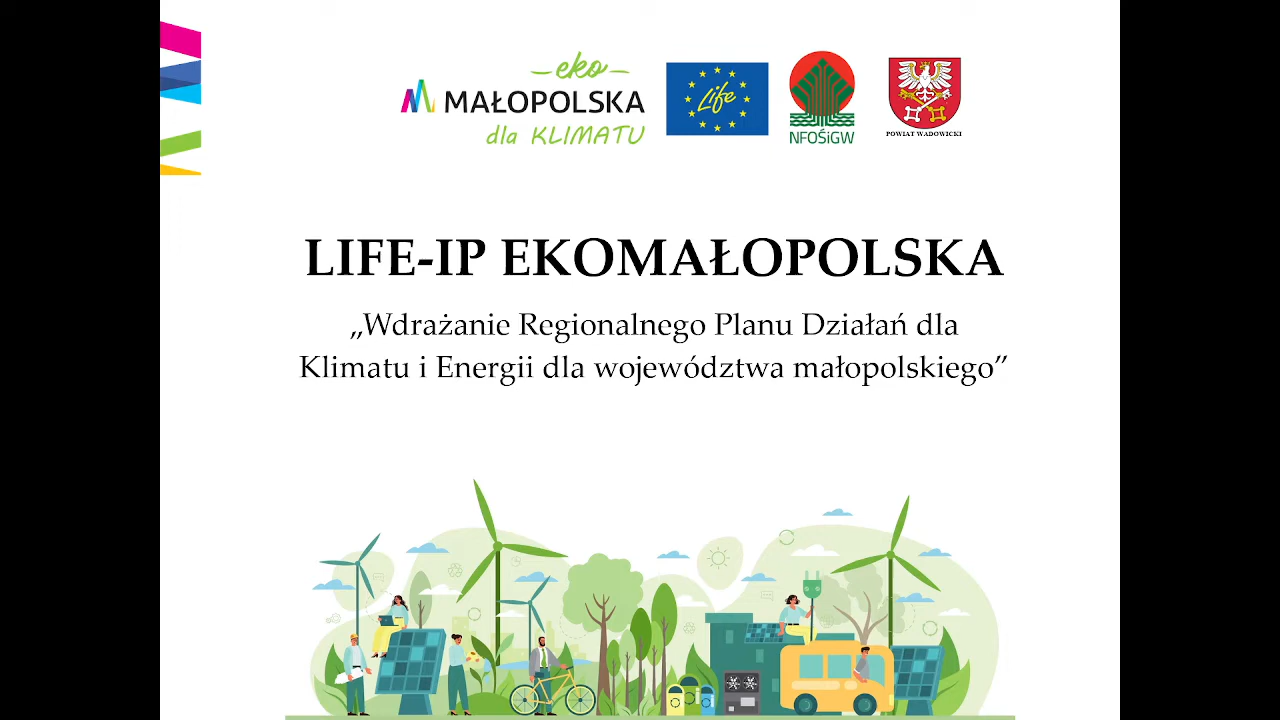 eko
MAŁOPOLSKA
dla KLIMATU
Life
NFOŚiGW
POWIAT WADOWICKI
LIFE-IP EKOMAŁOPOLSKA
„Wdrażanie Regionalnego Planu Działań dla
Klimatu i Energii dla województwa małopolskiego”